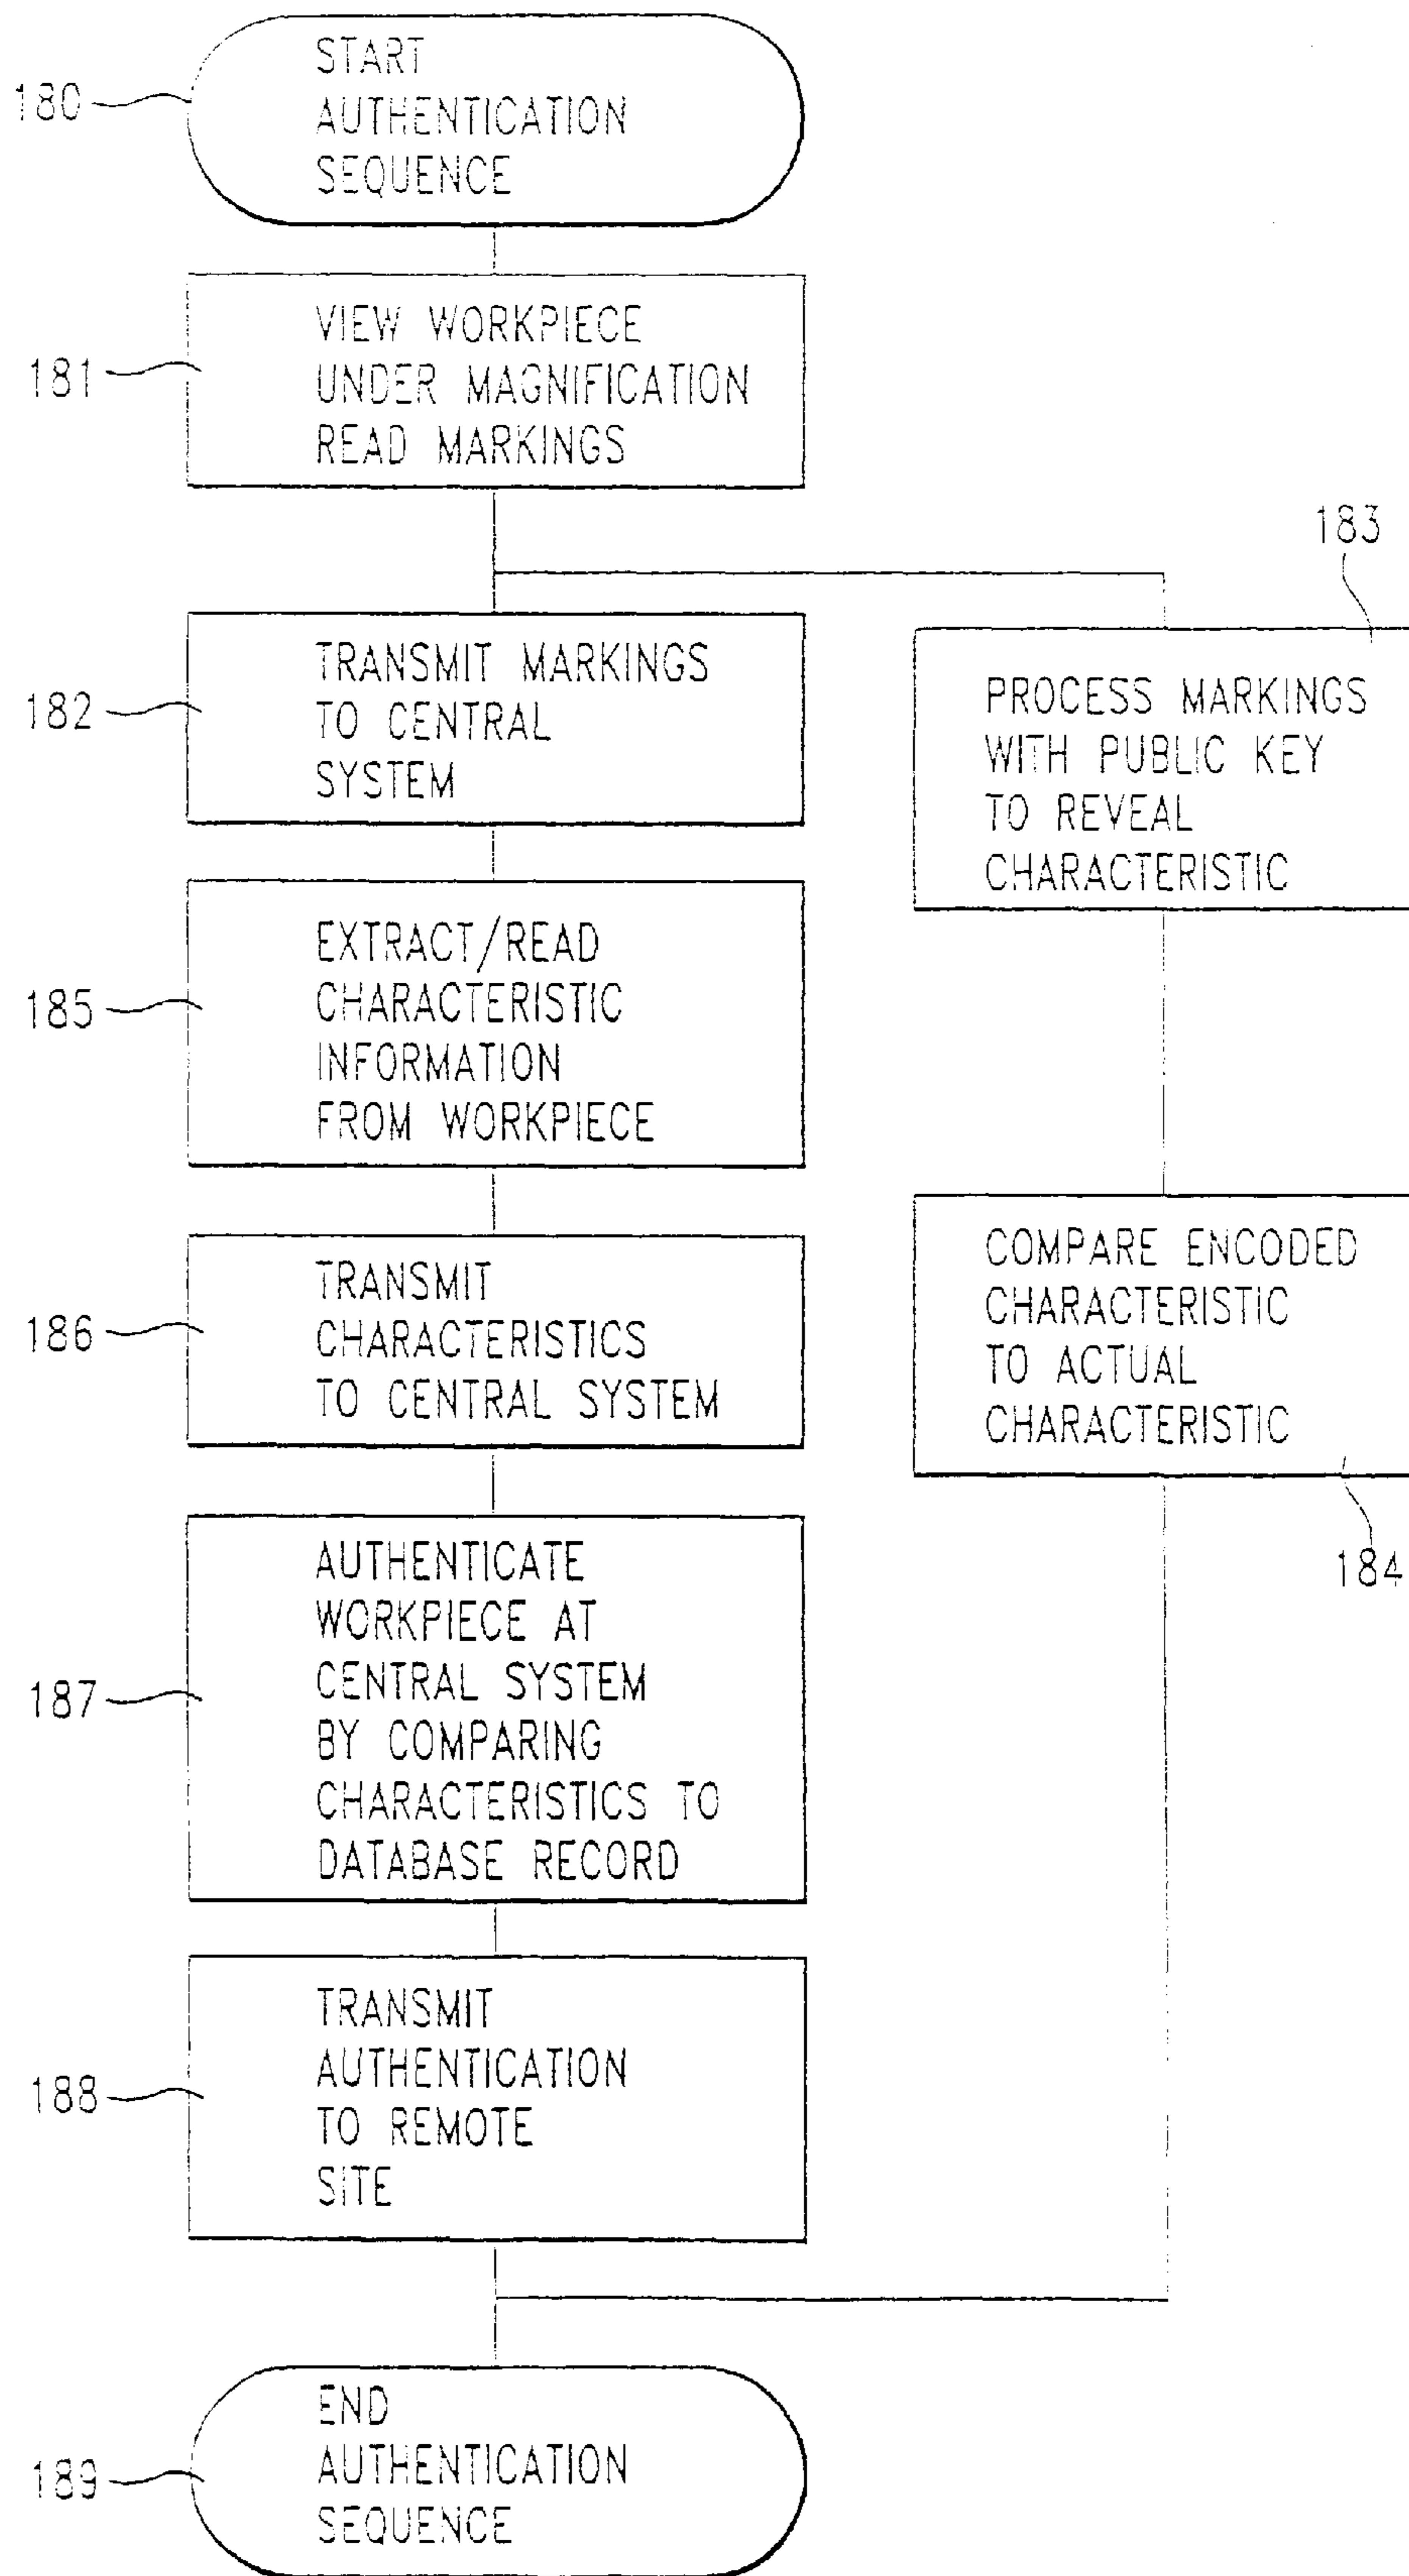 180
START
AUTHENTICATION
SEQUENCE
181
VIEW WORKPIECE
UNDER MAGNIFICATION
READ MARKINGS
182
TRANSMIT MARKINGS
TO CENTRAL
SYSTEM
183
PROCESS MARKINGS
WITH PUBLIC KEY
TO REVEAL
CHARACTERISTIC
185
EXTRACT/READ
CHARACTERISTIC
INFORMATION
FROM WORKPIECE
186
TRANSMIT
CHARACTERISTICS
TO CENTRAL SYSTEM
COMPARE ENCODED
CHARACTERISTIC
TO ACTUAL
CHARACTERISTIC
184
187
AUTHENTICATE
WORKPIECE AT
CENTRAL SYSTEM
BY COMPARING
CHARACTERISTICS TO
DATABASE RECORD
188
TRANSMIT
AUTHENTICATION
TO REMOTE
SITE
189
END
AUTHENTICATION
SEQUENCE